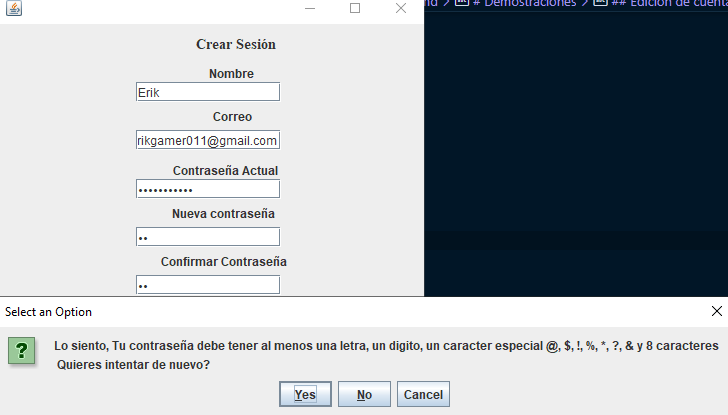 nd > # Demostraciones > ## Edición de cuenta
Crear Sesión
Nombre
Erik
Correo
rikgamer011@gmail.com
Contraseña Actual
•••••••••••
Nueva contraseña
••
Confirmar Contraseña
••
Select an Option
Lo siento, Tu contraseña debe tener al menos una letra, un digito, un caracter especial @, $, !, %, *, ?, & y 8 caracteres
Quieres intentar de nuevo?
Yes No Cancel